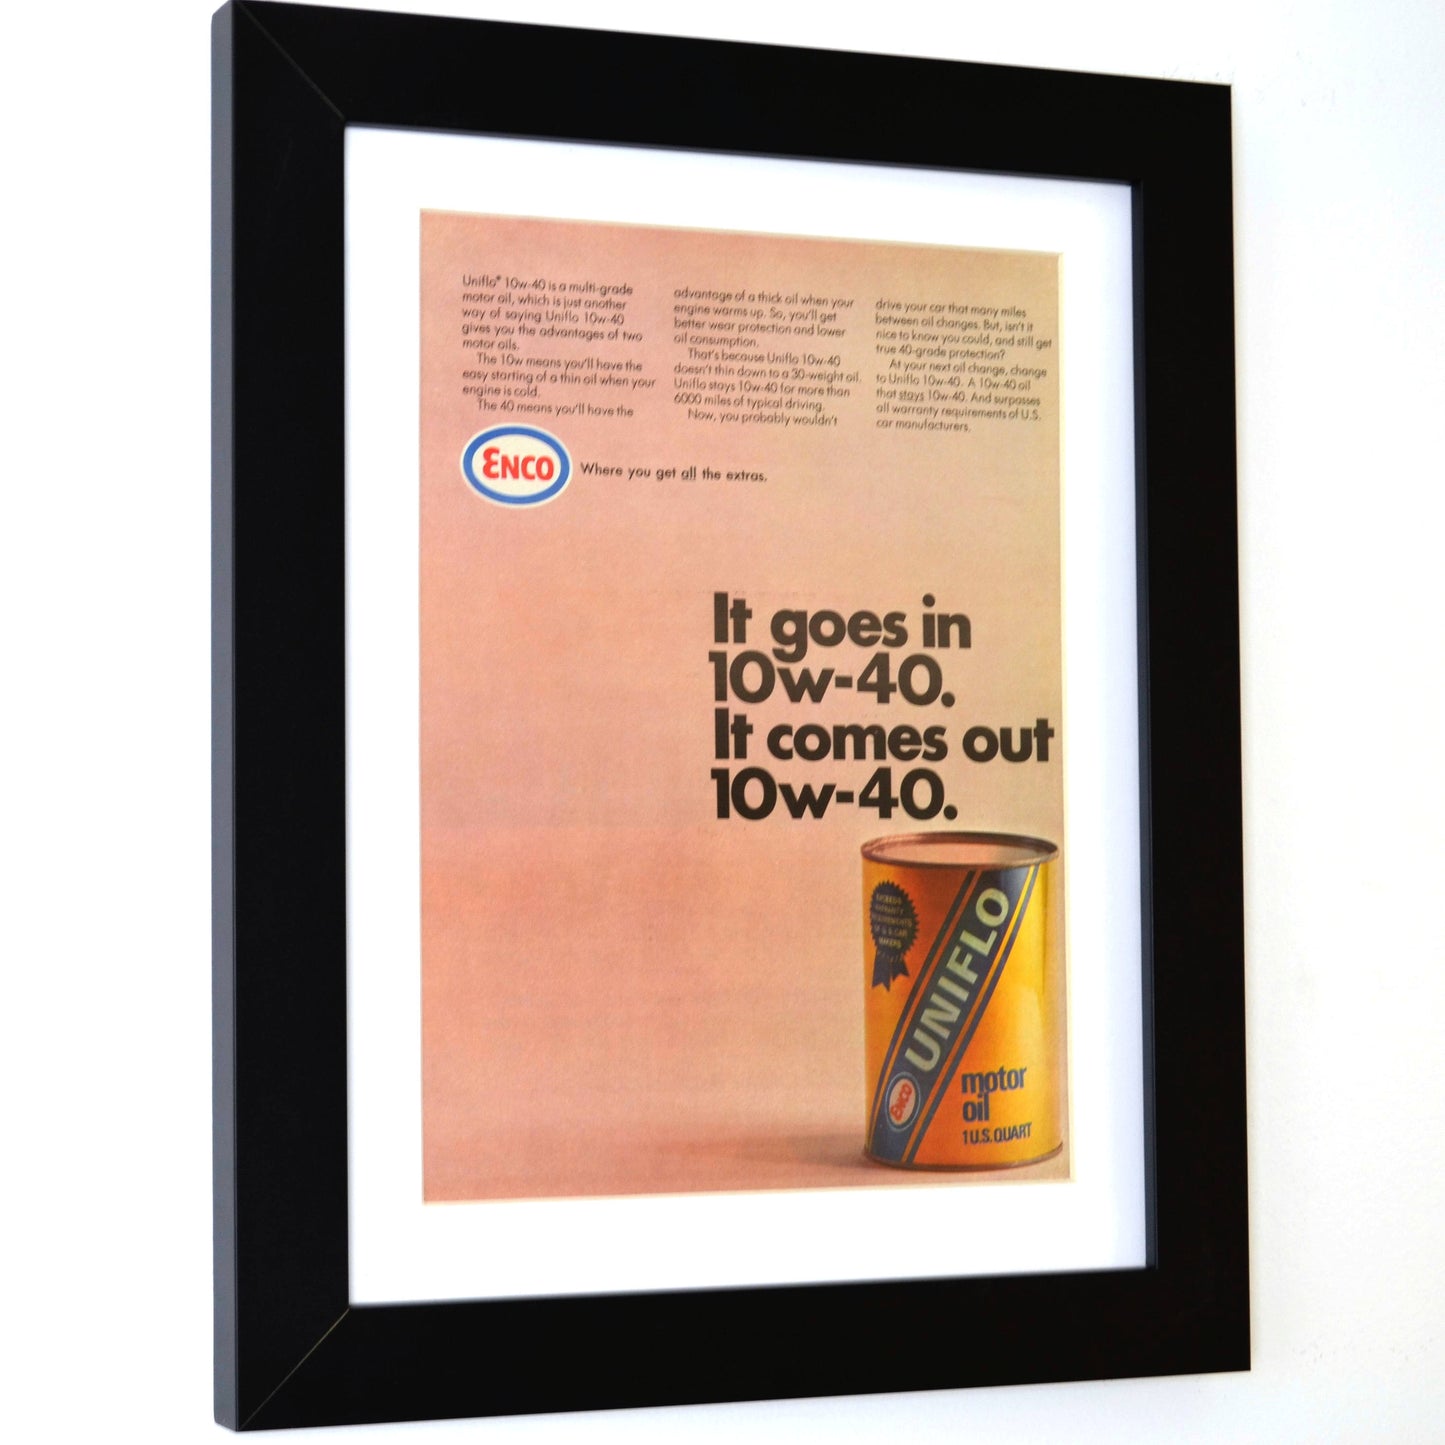 Uniflo® 10w-40 is a multi-grade
motor oil, which is just another
way of saying Uniflo 10w-40
gives you the advantages of two
motor oils.
The 10w means you'll have the
easy starting of a thin oil when your
engine is cold.
The 40 means you'll have the
advantage of a thick oil when your
engine warms up. So, you'll get
better wear protection and lower
oil consumption.
That's because Uniflo 10w-40
doesn't thin down to a 30-weight oil.
Uniflo stays 10w-40 for more than
6000 miles of typical driving.
Now, you probably wouldn't
drive your car that many miles
between oil changes. But, isn't it
nice to know you could, and still get
true 40-grade protection?
At your next oil change, change
to Uniflo 10w-40. A 10w-40 oil
that stays 10w-40. And surpasses
all warranty requirements of U.S.
car manufacturers.
ENCO
Where you get all the extras.
It goes in
10w-40.
It comes out
10w-40.
EXCEEDS
WARRANTY
REQUIREMENTS
OF U.S. CAR
MAKERS
UNIFLO
ENCO
motor
oil
1 U.S. QUART